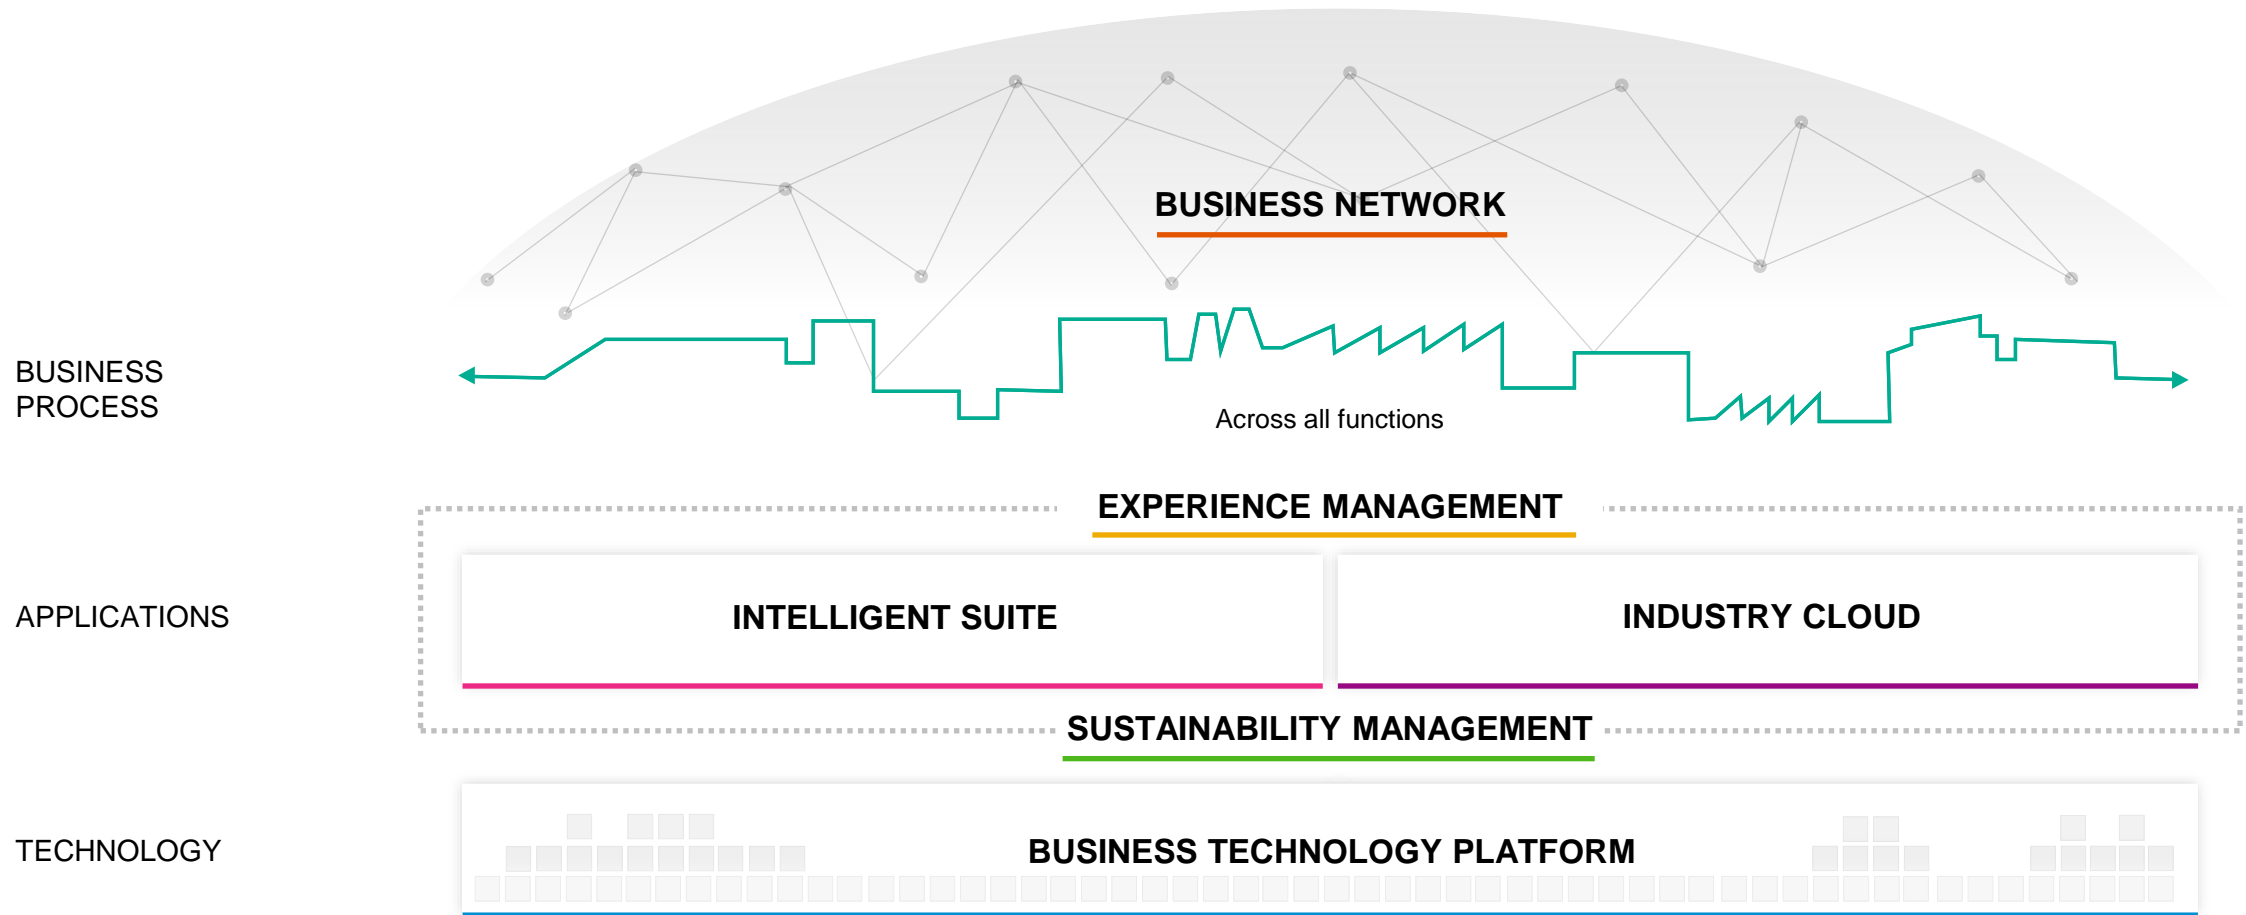 BUSINESS NETWORK
BUSINESS
PROCESS
Across all functions
EXPERIENCE MANAGEMENT
APPLICATIONS
INTELLIGENT SUITE
INDUSTRY CLOUD
SUSTAINABILITY MANAGEMENT
TECHNOLOGY
BUSINESS TECHNOLOGY PLATFORM